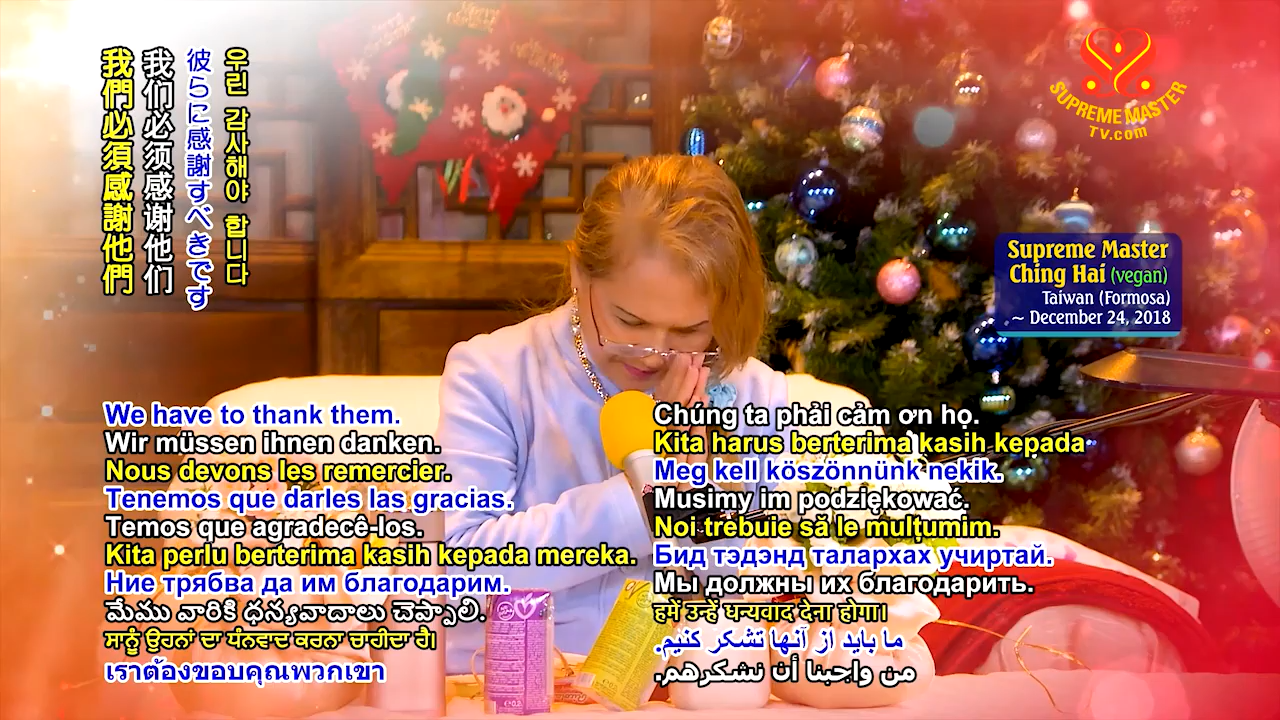 我們必須感謝他們
我们必须感谢他们
彼らに感謝すべきです
우린 감사해야 합니다
SUPREME MASTER
TV.com
Supreme Master
Ching Hai (vegan)
Taiwan (Formosa)
~ December 24, 2018
We have to thank them.
Wir müssen ihnen danken.
Nous devons les remercier.
Tenemos que darles las gracias.
Temos que agradecê-los.
Kita perlu berterima kasih kepada mereka.
Ние трябва да им благодарим.
మేము వారికి ధన్యవాదాలు చెప్పాలి.
ਸਾਨੂੰ ਉਹਨਾਂ ਦਾ ਧੰਨਵਾਦ ਕਰਨਾ ਚਾਹੀਦਾ ਹੈ।
เราต้องขอบคุณพวกเขา
Chúng ta phải cảm ơn họ.
Kita harus berterima kasih kepada
Meg kell köszönnünk nekik.
Musimy im podziękować.
Noi trebuie să le mulțumim.
Бид тэдэнд талархах учиртай.
Мы должны их благодарить.
हमें उन्हें धन्यवाद देना होगा।
ما باید از آنها تشکر کنیم.
من واجبنا أن نشكرهم.